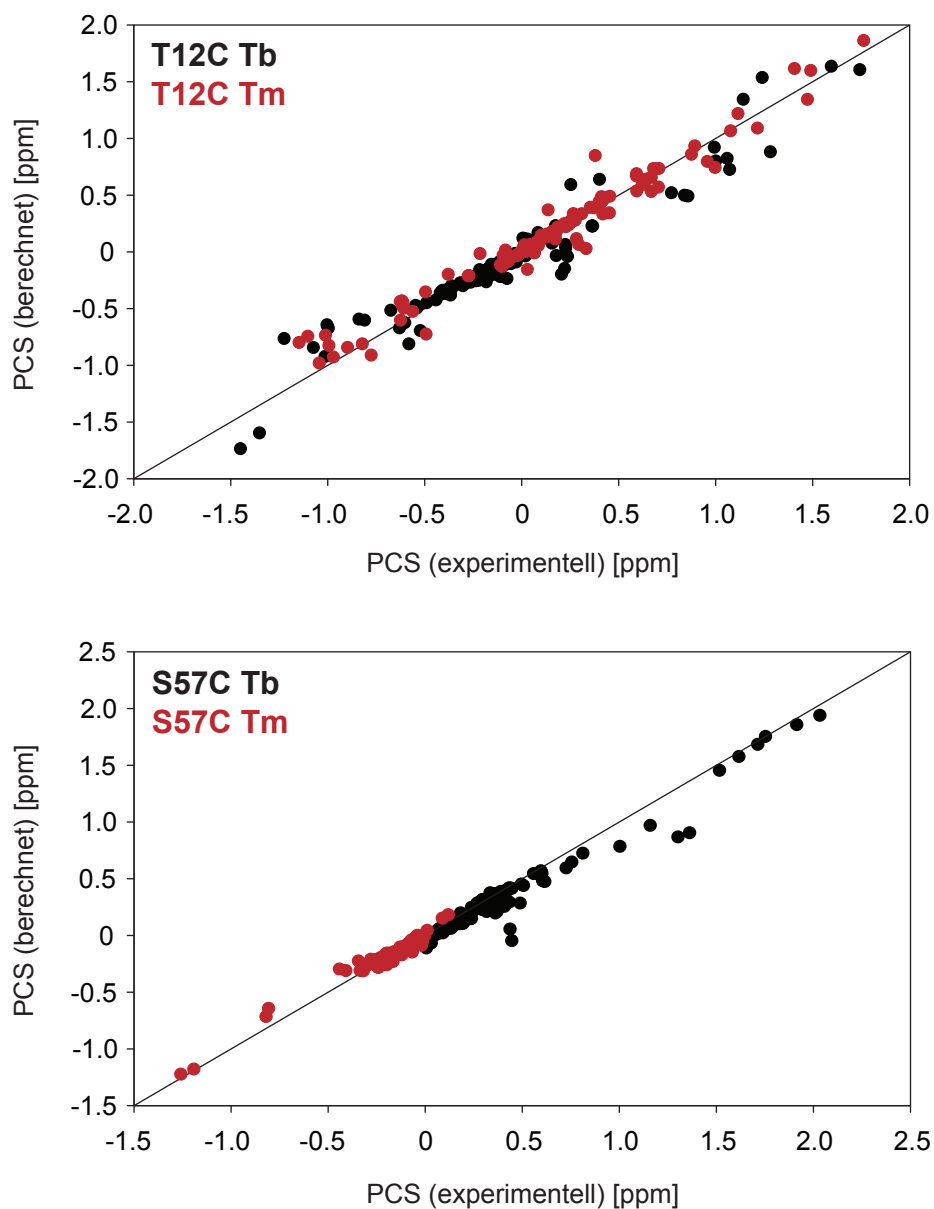 T12C Tb
T12C Tm
PCS (berechnet) [ppm]
2.0
1.5
1.0
0.5
0
-0.5
-1.0
-1.5
-2.0
-2.0 -1.5 -1.0 -0.5 0 0.5 1.0 1.5 2.0
PCS (experimentell) [ppm]
S57C Tb
S57C Tm
PCS (berechnet) [ppm]
2.5
2.0
1.5
1.0
0.5
0
-0.5
-1.0
-1.5
-1.5 -1.0 -0.5 0 0.5 1.0 1.5 2.0 2.5
PCS (experimentell) [ppm]